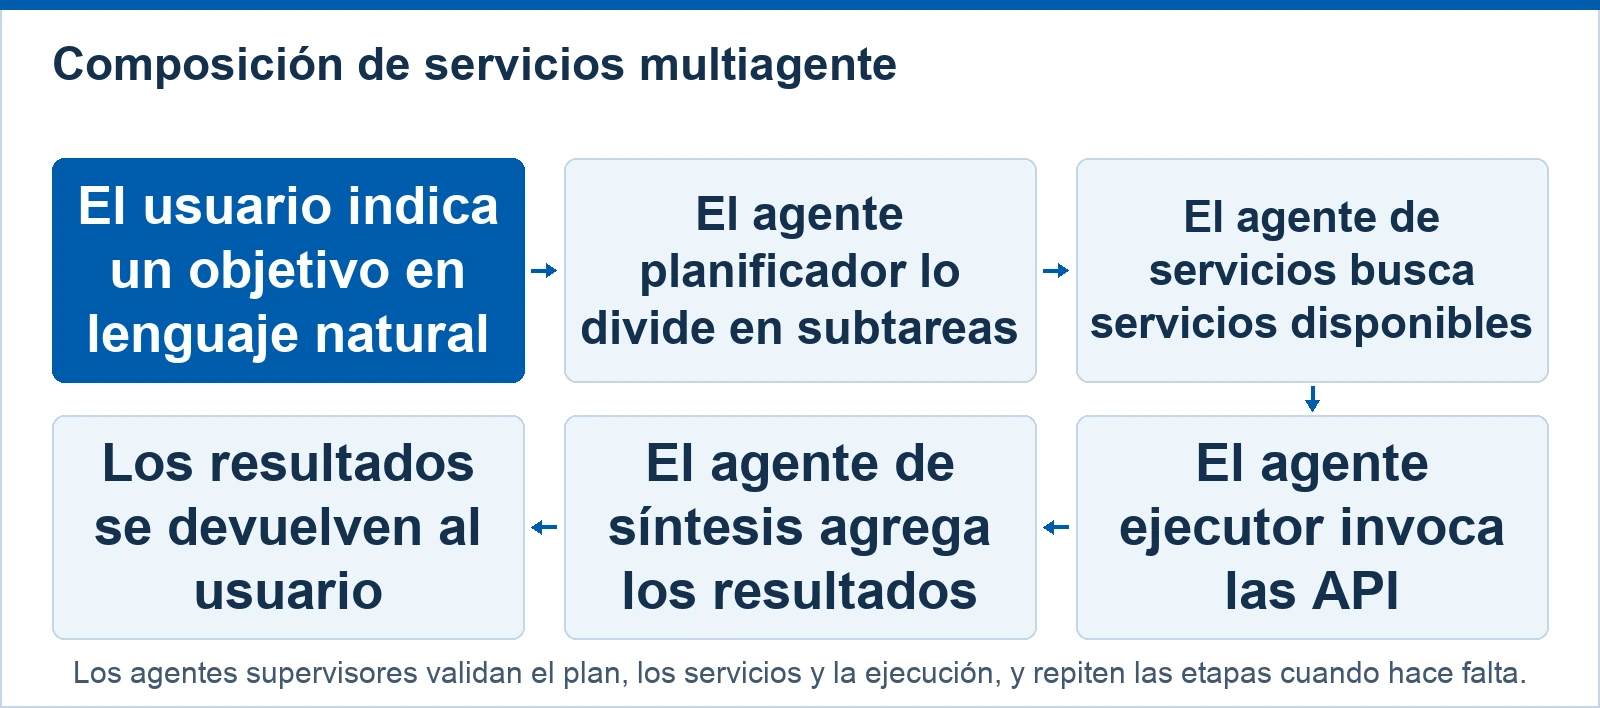 Composición de servicios multiagente
El usuario indica
un objetivo en
lenguaje natural
El agente
planificador lo
divide en subtareas
El agente de
servicios busca
servicios disponibles
El agente
ejecutor invoca
las API
El agente de
síntesis agrega
los resultados
Los resultados
se devuelven al
usuario
Los agentes supervisores validan el plan, los servicios y la ejecución, y repiten las etapas cuando hace falta.